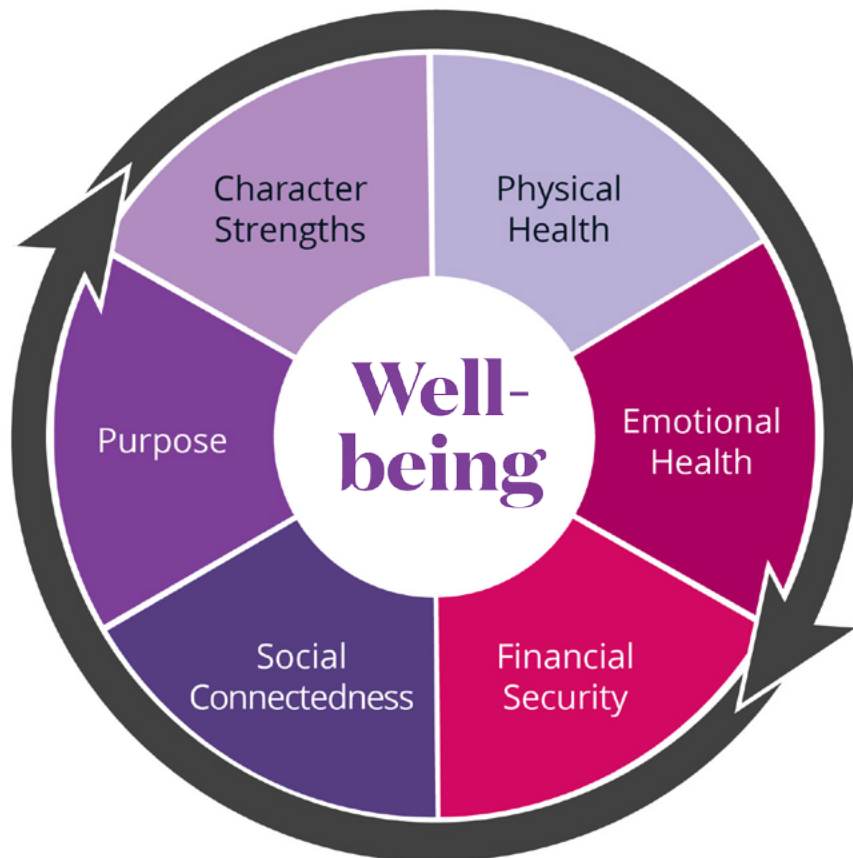 Character
Strengths
Physical
Health
Purpose
Well-
being
Emotional
Health
Social
Connectedness
Financial
Security